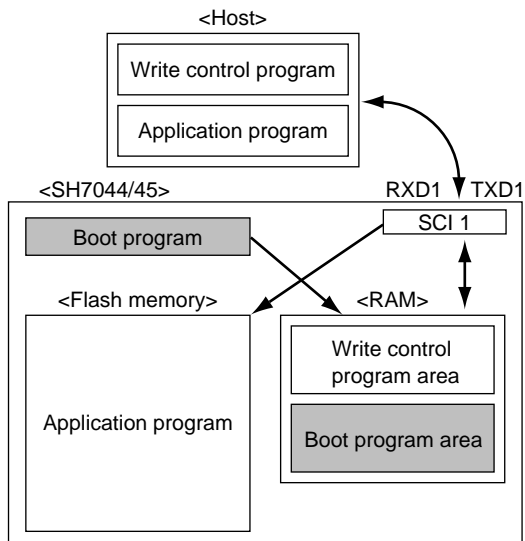 <Host>
Write control program
Application program
<SH7044/45>
RXD1
TXD1
SCI 1
Boot program
<Flash memory>
<RAM>
Write control
program area
Application program
Boot program area